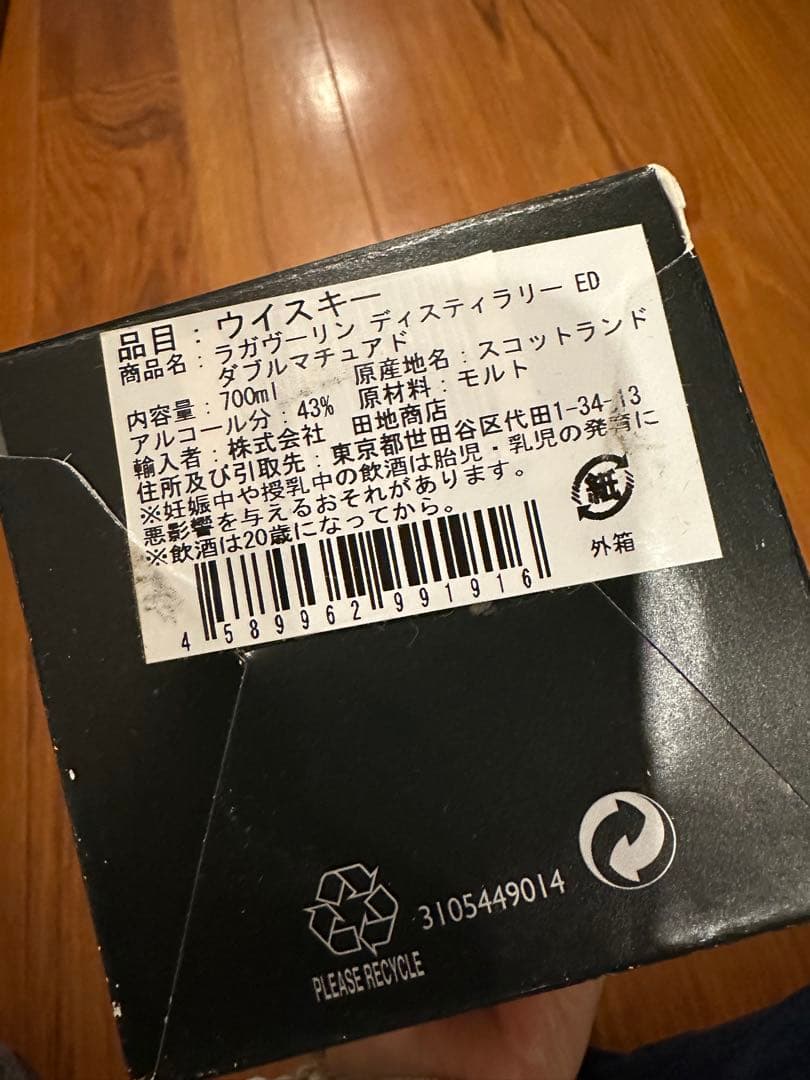 品目：ウイスキー
商品名：ラガヴーリン ディスティラリー ED
ダブルマチュアド
内容量：700ml 原産地名：スコットランド
アルコール分：43% 原材料：モルト
輸入者：株式会社 田地商店
住所及び引取先：東京都世田谷区代田1-34-13
※妊娠中や授乳中の飲酒は胎児・乳児の発育に
悪影響を与えるおそれがあります。
※飲酒は20歳になってから。
紙
外箱
4 589962 991916
3105449014
PLEASE RECYCLE